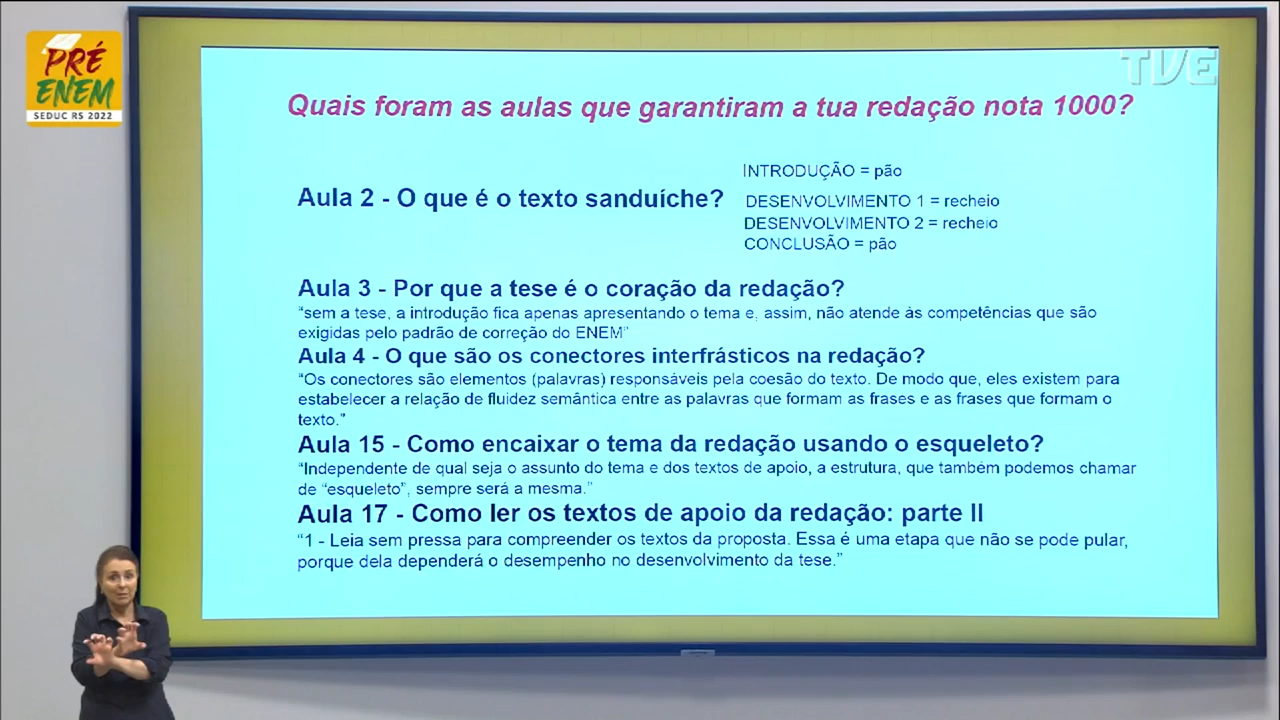 PRÉ
ENEM
SEDUC RS 2022
TVE
Quais foram as aulas que garantiram a tua redação nota 1000?
INTRODUÇÃO = pão
Aula 2 - O que é o texto sanduíche?
DESENVOLVIMENTO 1 = recheio
DESENVOLVIMENTO 2 = recheio
CONCLUSÃO = pão
Aula 3 - Por que a tese é o coração da redação?
“sem a tese, a introdução fica apenas apresentando o tema e, assim, não atende às competências que são
exigidas pelo padrão de correção do ENEM”
Aula 4 - O que são os conectores interfrásticos na redação?
“Os conectores são elementos (palavras) responsáveis pela coesão do texto. De modo que, eles existem para
estabelecer a relação de fluidez semântica entre as palavras que formam as frases e as frases que formam o
texto.”
Aula 15 - Como encaixar o tema da redação usando o esqueleto?
“Independente de qual seja o assunto do tema e dos textos de apoio, a estrutura, que também podemos chamar
de “esqueleto”, sempre será a mesma.”
Aula 17 - Como ler os textos de apoio da redação: parte II
“1 - Leia sem pressa para compreender os textos da proposta. Essa é uma etapa que não se pode pular,
porque dela dependerá o desempenho no desenvolvimento da tese.”